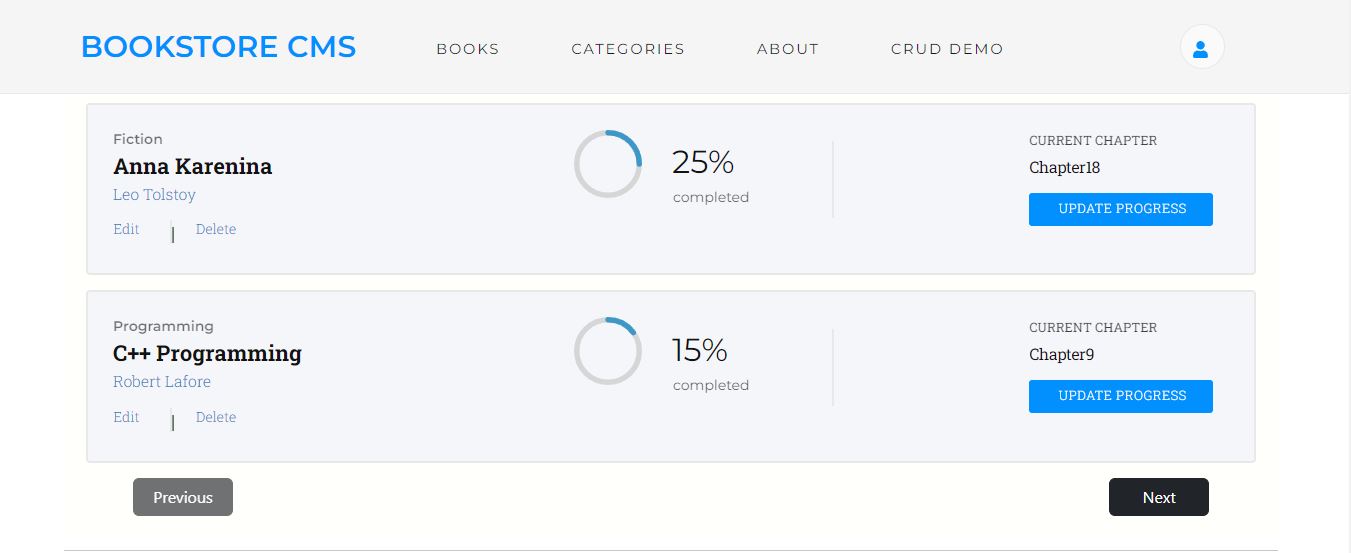 BOOKSTORE CMS
BOOKS
CATEGORIES
ABOUT
CRUD DEMO
Fiction
Anna Karenina
Leo Tolstoy
Edit | Delete
25%
completed
CURRENT CHAPTER
Chapter18
UPDATE PROGRESS
Programming
C++ Programming
Robert Lafore
Edit | Delete
15%
completed
CURRENT CHAPTER
Chapter9
UPDATE PROGRESS
Previous
Next